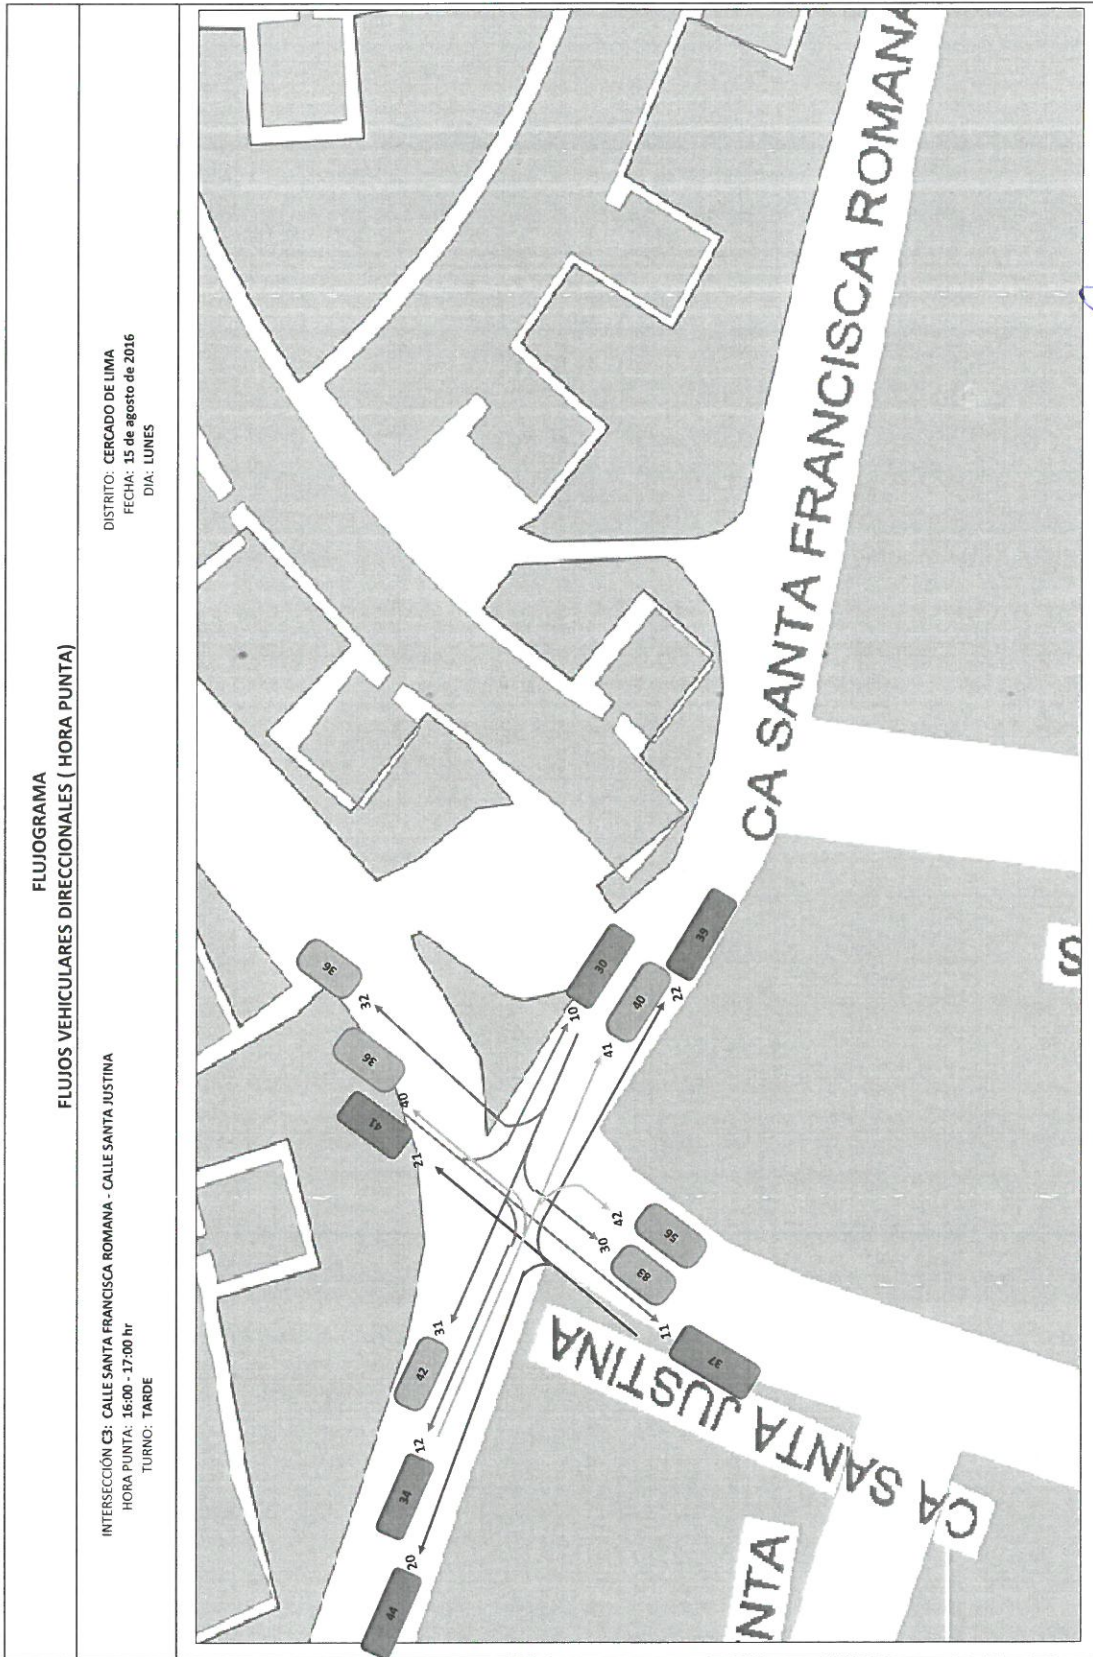 FLUJOGRAMA
FLUJOS VEHICULARES DIRECCIONALES ( HORA PUNTA)
INTERSECCIÓN C3: CALLE SANTA FRANCISCA ROMANA - CALLE SANTA JUSTINA
HORA PUNTA: 16:00 - 17:00 hr
TURNO: TARDE
DISTRITO: CERCADO DE LIMA
FECHA: 15 de agosto de 2016
DIA: LUNES
36
32
36
40
41
21
30
10
40
41
39
22
42
31
34
12
44
20
42
56
30
83
11
37
CA SANTA FRANCISCA ROMANA
CA SANTA JUSTINA
NTA
S